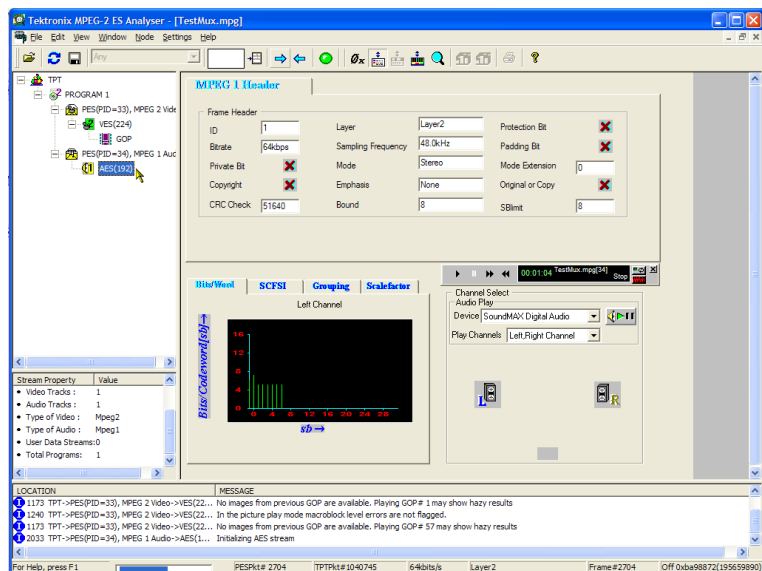 Tektronix MPEG-2 ES Analyser - [TestMux.mpg]
File Edit View Window Node Settings Help
Any
TPT
PROGRAM 1
PES(PID=33), MPEG 2 Vide
VES(224)
GOP
PES(PID=34), MPEG 1 Auc
AES(192)
MPEG 1 Header
Frame Header
ID 1 Layer Layer2 Protection Bit
Bitrate 64kbps Sampling Frequency 48.0kHz Padding Bit
Private Bit Mode Stereo Mode Extension 0
Copyright Emphasis None Original or Copy
CRC Check 51640 Bound 8 SBlimit 8
Bits/Word SCFSI Grouping Scalefactor
Left Channel
Bits/Codeword[sb]
16
12
8
4
0
0 4 8 12 16 20 24 28
sb
00:01:04 TestMux.mpg[34] Stop
Channel Select
Audio Play
Device SoundMAX Digital Audio
Play Channels Left,Right Channel
L R
Stream Property Value
Video Tracks : 1
Audio Tracks : 1
Type of Video : Mpeg2
Type of Audio : Mpeg1
User Data Streams: 0
Total Programs: 1
LOCATION MESSAGE
1173 TPT->PES(PID=33), MPEG 2 Video->VES(22... No images from previous GOP are available. Playing GOP# 1 may show hazy results
1240 TPT->PES(PID=33), MPEG 2 Video->VES(22... In the picture play mode macroblock level errors are not flagged.
1173 TPT->PES(PID=33), MPEG 2 Video->VES(22... No images from previous GOP are available. Playing GOP# 57 may show hazy results
2033 TPT->PES(PID=34), MPEG 1 Audio->AES(1... Initializing AES stream
For Help, press F1 PESPkt# 2704 TPTPkt#1040745 64kbits/s Layer2 Frame#2704 Off 0xba98872(195659890)